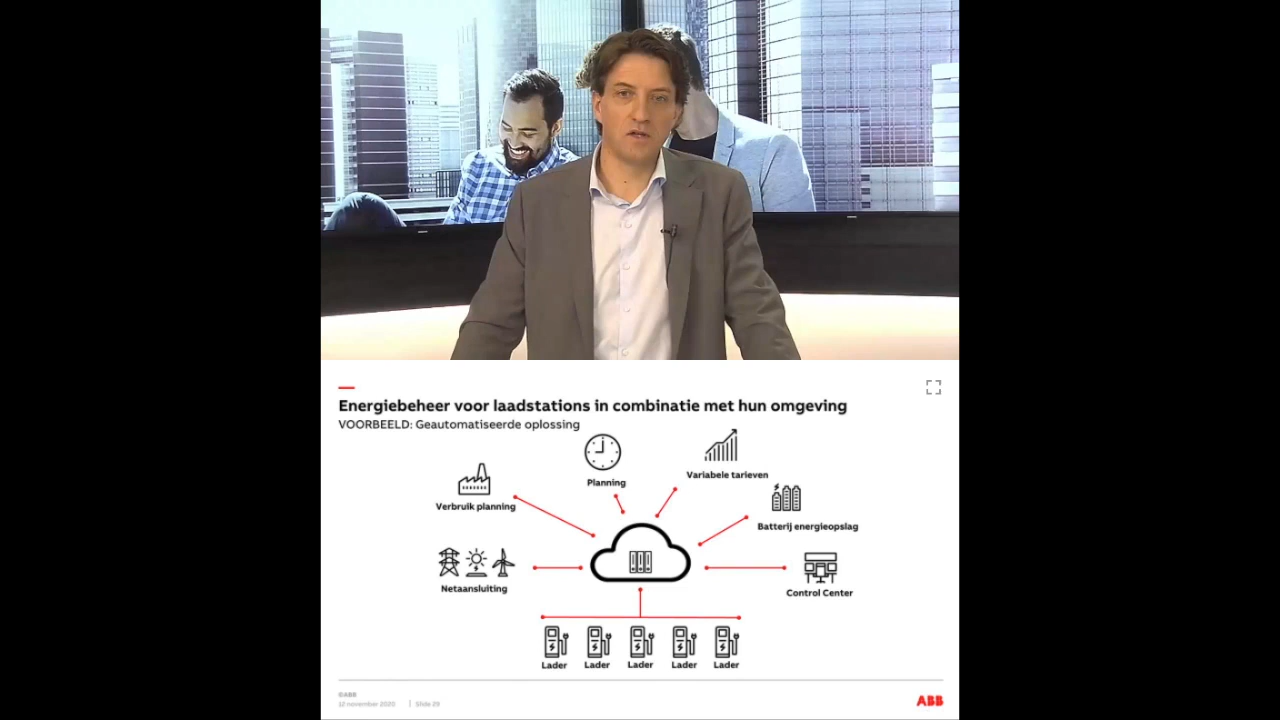 Energiebeheer voor laadstations in combinatie met hun omgeving
VOORBEELD: Geautomatiseerde oplossing
Planning
Variabele tarieven
Verbruik planning
Batterij energieopslag
Netaansluiting
Control Center
Lader Lader Lader Lader Lader
©ABB
12 november 2020 | Slide 29
ABB